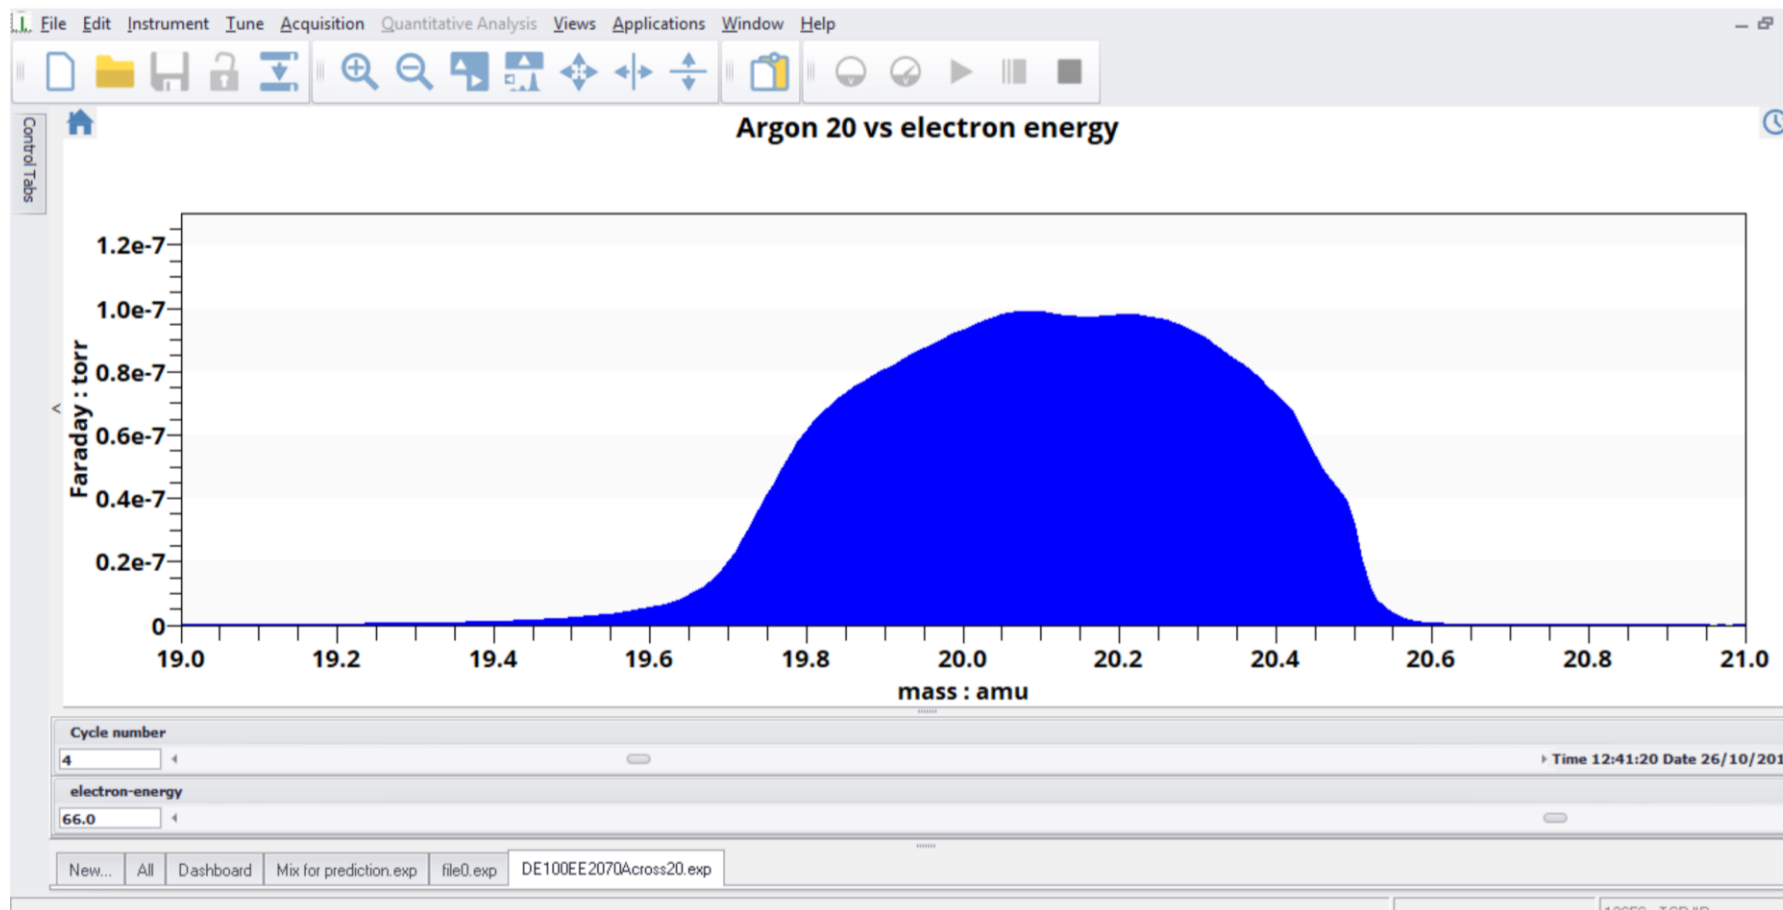 File Edit Instrument Tune Acquisition Quantitative Analysis Views Applications Window Help
Control Tabs
Argon 20 vs electron energy
Faraday : torr
1.2e-7
1.0e-7
0.8e-7
0.6e-7
0.4e-7
0.2e-7
0
19.0 19.2 19.4 19.6 19.8 20.0 20.2 20.4 20.6 20.8 21.0
mass : amu
<
Cycle number
4
Time 12:41:20 Date 26/10/201
electron-energy
66.0
New... All Dashboard Mix for prediction.exp file0.exp DE100EE2070Across20.exp